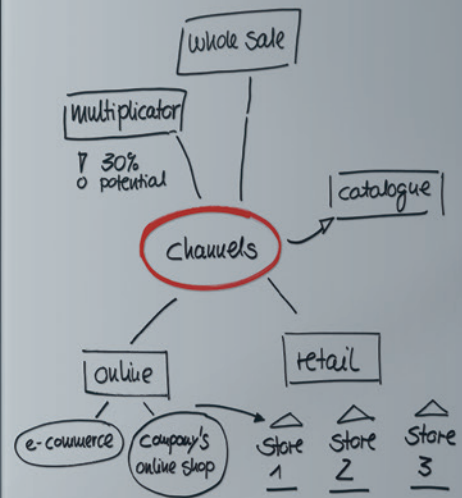 whole sale
multiplicator
! 30%
potential
catalogue
channels
online
retail
e-commerce
company's
online shop
Store
1
Store
2
Store
3